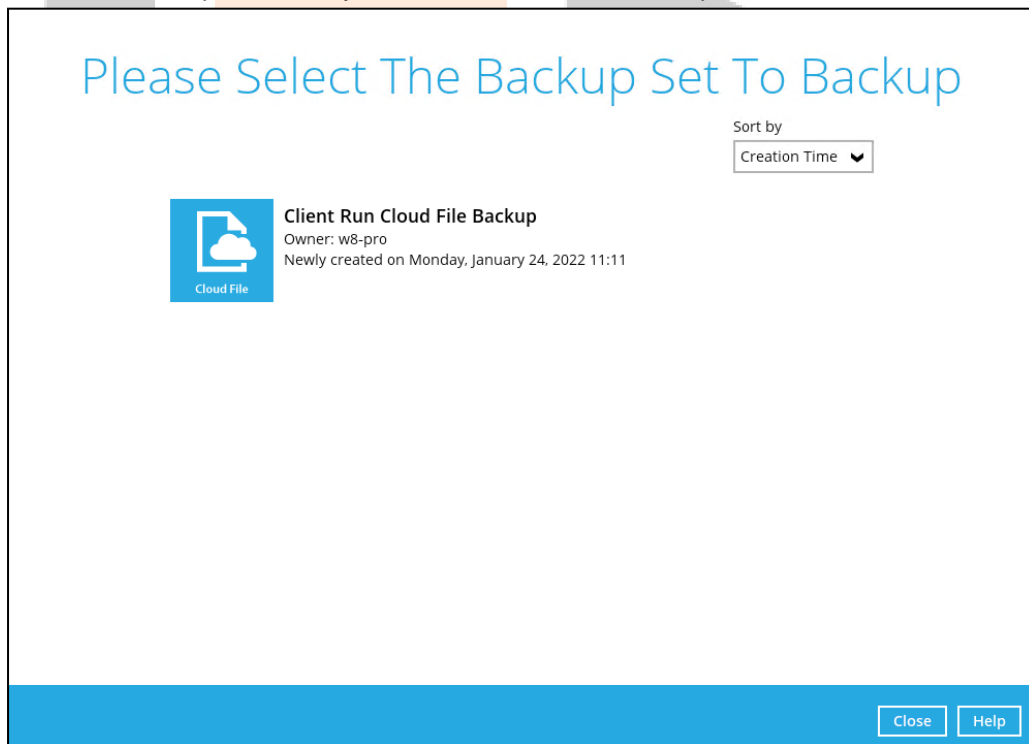 Please Select The Backup Set To Backup
Sort by
Creation Time
Client Run Cloud File Backup
Owner: w8-pro
Newly created on Monday, January 24, 2022 11:11
Cloud File
Close
Help